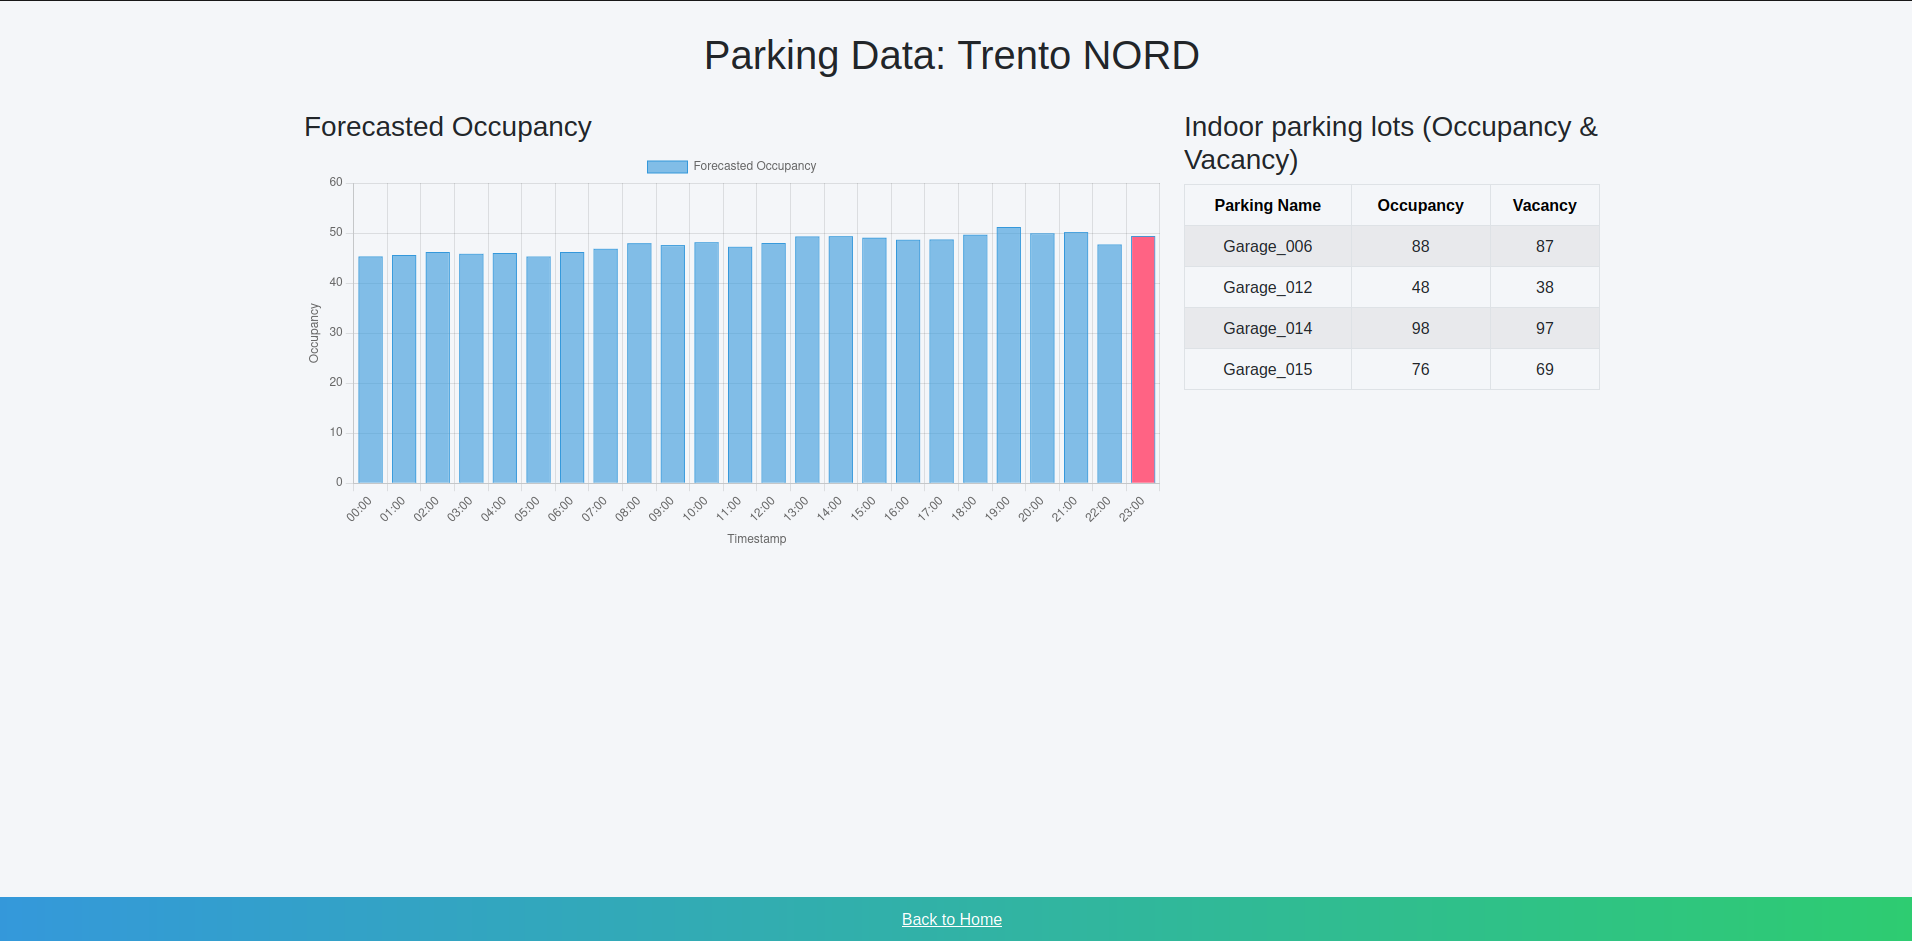 Parking Data: Trento NORD
Forecasted Occupancy
Forecasted Occupancy
60
50
40
30
20
10
0
Occupancy
00:00 01:00 02:00 03:00 04:00 05:00 06:00 07:00 08:00 09:00 10:00 11:00 12:00 13:00 14:00 15:00 16:00 17:00 18:00 19:00 20:00 21:00 22:00 23:00
Timestamp
Indoor parking lots (Occupancy &
Vacancy)
Parking Name Occupancy Vacancy
Garage_006 88 87
Garage_012 48 38
Garage_014 98 97
Garage_015 76 69
Back to Home